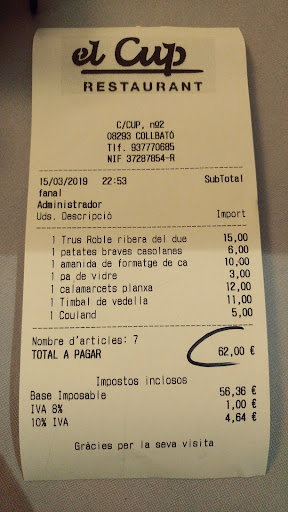 el Cup
RESTAURANT
C/CUP, nº2
08293 COLLBATÓ
Tlf. 937770685
NIF 37287854-R
15/03/2019 22:53 SubTotal
fanal
Administrador
Uds. Descripció Import
1 Trus Roble ribera del due 15,00
1 patates braves casolanes 6,00
1 amanida de formatge de ca 10,00
1 pa de vidre 3,00
1 calamarcets planxa 12,00
1 Timbal de vedella 11,00
1 Couland 5,00
Nombre d'articles: 7
TOTAL A PAGAR 62,00 €
Impostos inclosos
Base Imposable 56,36 €
IVA 8% 1,00 €
10% IVA 4,64 €
Gràcies per la seva visita